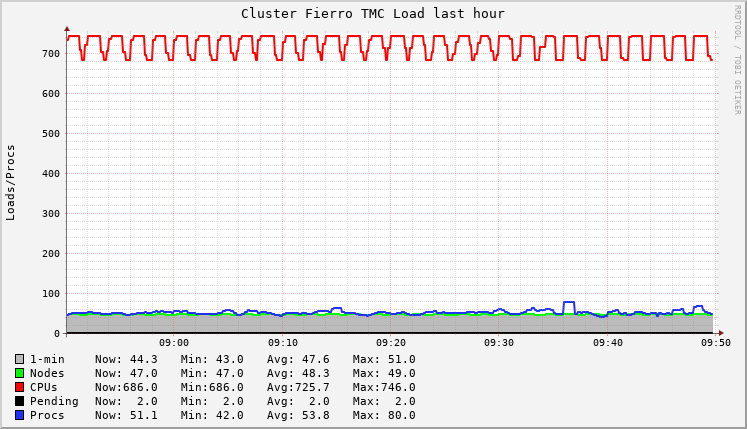 Cluster Fierro TMC Load last hour
RRDTOOL / TOBI OETIKER
Loads/Procs
700
600
500
400
300
200
100
0
09:00 09:10 09:20 09:30 09:40 09:50
1-min Now: 44.3 Min: 43.0 Avg: 47.6 Max: 51.0
Nodes Now: 47.0 Min: 47.0 Avg: 48.3 Max: 49.0
CPUs Now:686.0 Min:686.0 Avg:725.7 Max:746.0
Pending Now: 2.0 Min: 2.0 Avg: 2.0 Max: 2.0
Procs Now: 51.1 Min: 42.0 Avg: 53.8 Max: 80.0